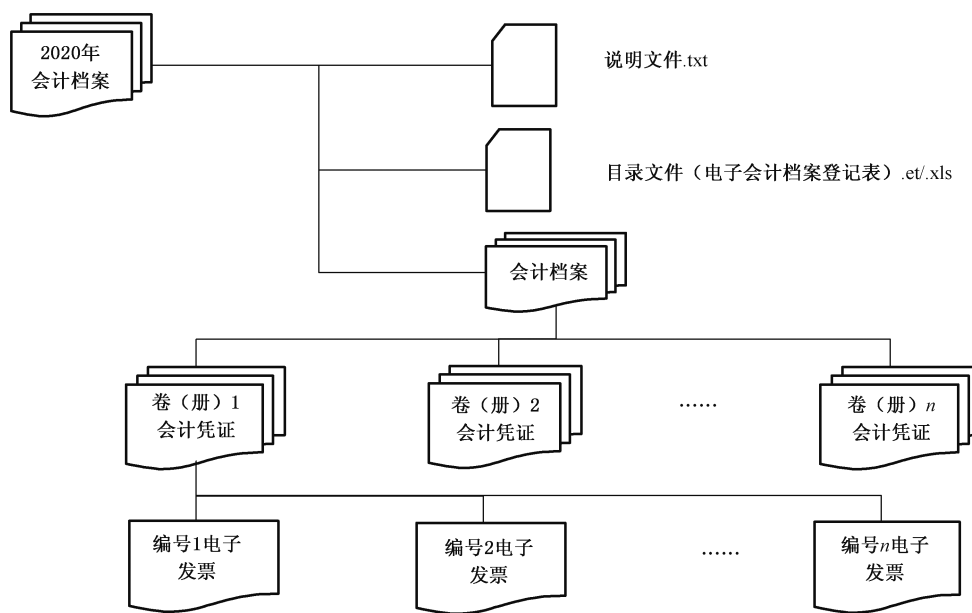 2020年
会计档案
说明文件.txt
目录文件（电子会计档案登记表）.et/.xls
会计档案
卷（册）1
会计凭证
卷（册）2
会计凭证
……
卷（册）n
会计凭证
编号1电子
发票
编号2电子
发票
……
编号n电子
发票